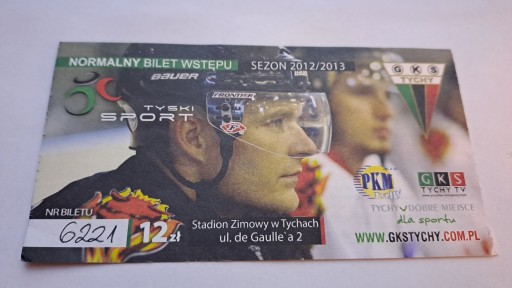 NORMALNY BILET WSTĘPU SEZON 2012/2013
BAUER
GKS
TYCHY
TYSKI
SPORT
FRONTIER
PKM
Tychy
GKS
TYCHY TV
TYCHY DOBRE MIEJSCE
dla sportu
NR BILETU
6221
12 zł
Stadion Zimowy w Tychach
ul. de Gaulle`a 2
WWW.GKSTYCHY.COM.PL